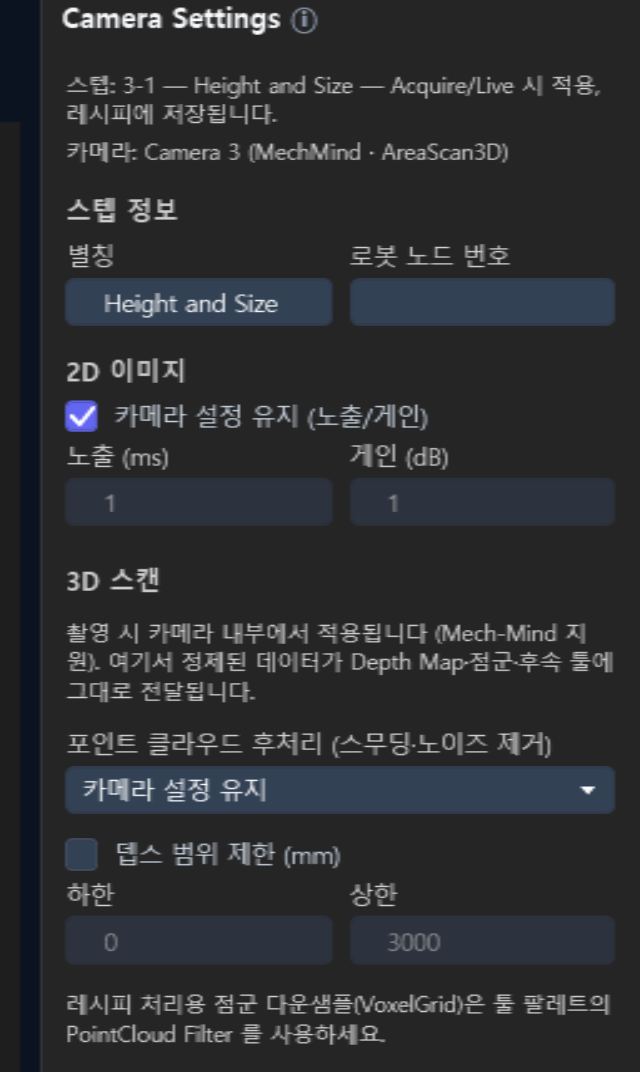 Camera Settings ⓘ
스텝: 3-1 — Height and Size — Acquire/Live 시 적용,
레시피에 저장됩니다.
카메라: Camera 3 (MechMind · AreaScan3D)
스텝 정보
별칭 로봇 노드 번호
Height and Size
2D 이미지
카메라 설정 유지 (노출/게인)
노출 (ms) 게인 (dB)
1 1
3D 스캔
촬영 시 카메라 내부에서 적용됩니다 (Mech-Mind 지
원). 여기서 정제된 데이터가 Depth Map·점군·후속 툴에
그대로 전달됩니다.
포인트 클라우드 후처리 (스무딩·노이즈 제거)
카메라 설정 유지
뎁스 범위 제한 (mm)
하한 상한
0 3000
레시피 처리용 점군 다운샘플(VoxelGrid)은 툴 팔레트의
PointCloud Filter 를 사용하세요.